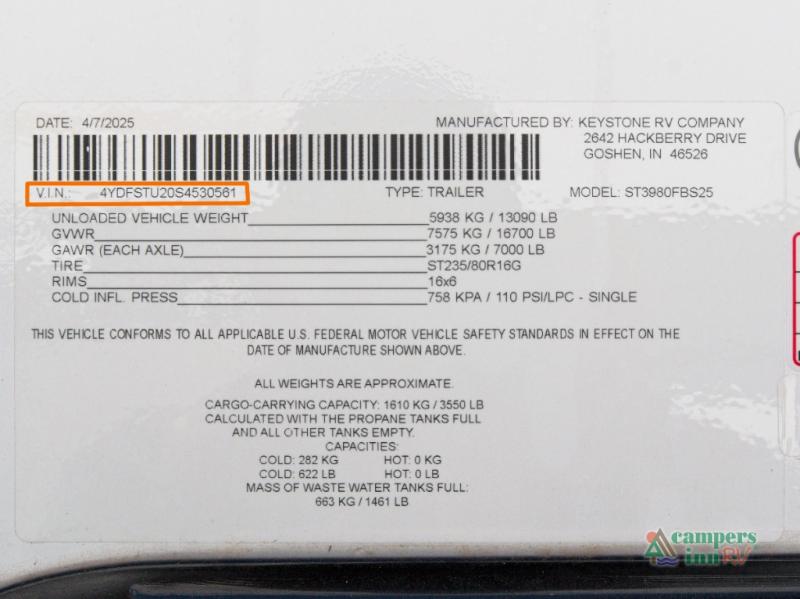 DATE: 4/7/2025 MANUFACTURED BY: KEYSTONE RV COMPANY
2642 HACKBERRY DRIVE
GOSHEN, IN 46526
V.I.N.: 4YDFSTU20S4530561 TYPE: TRAILER MODEL: ST3980FBS25
UNLOADED VEHICLE WEIGHT 5938 KG / 13090 LB
GVWR 7575 KG / 16700 LB
GAWR (EACH AXLE) 3175 KG / 7000 LB
TIRE ST235/80R16G
RIMS 16x6
COLD INFL. PRESS 758 KPA / 110 PSI/LPC - SINGLE
THIS VEHICLE CONFORMS TO ALL APPLICABLE U.S. FEDERAL MOTOR VEHICLE SAFETY STANDARDS IN EFFECT ON THE
DATE OF MANUFACTURE SHOWN ABOVE.
ALL WEIGHTS ARE APPROXIMATE.
CARGO-CARRYING CAPACITY: 1610 KG / 3550 LB
CALCULATED WITH THE PROPANE TANKS FULL
AND ALL OTHER TANKS EMPTY.
CAPACITIES:
COLD: 282 KG HOT: 0 KG
COLD: 622 LB HOT: 0 LB
MASS OF WASTE WATER TANKS FULL:
663 KG / 1461 LB
campers
inn RV